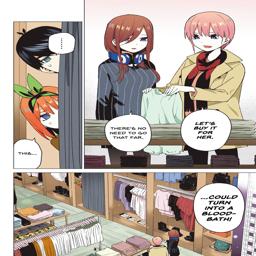 ......
THIS...
LET'S
BUY IT
FOR
HER.
THERE'S NO
NEED TO GO
THAT FAR.
...COULD
TURN
INTO A
BLOOD-
BATH!